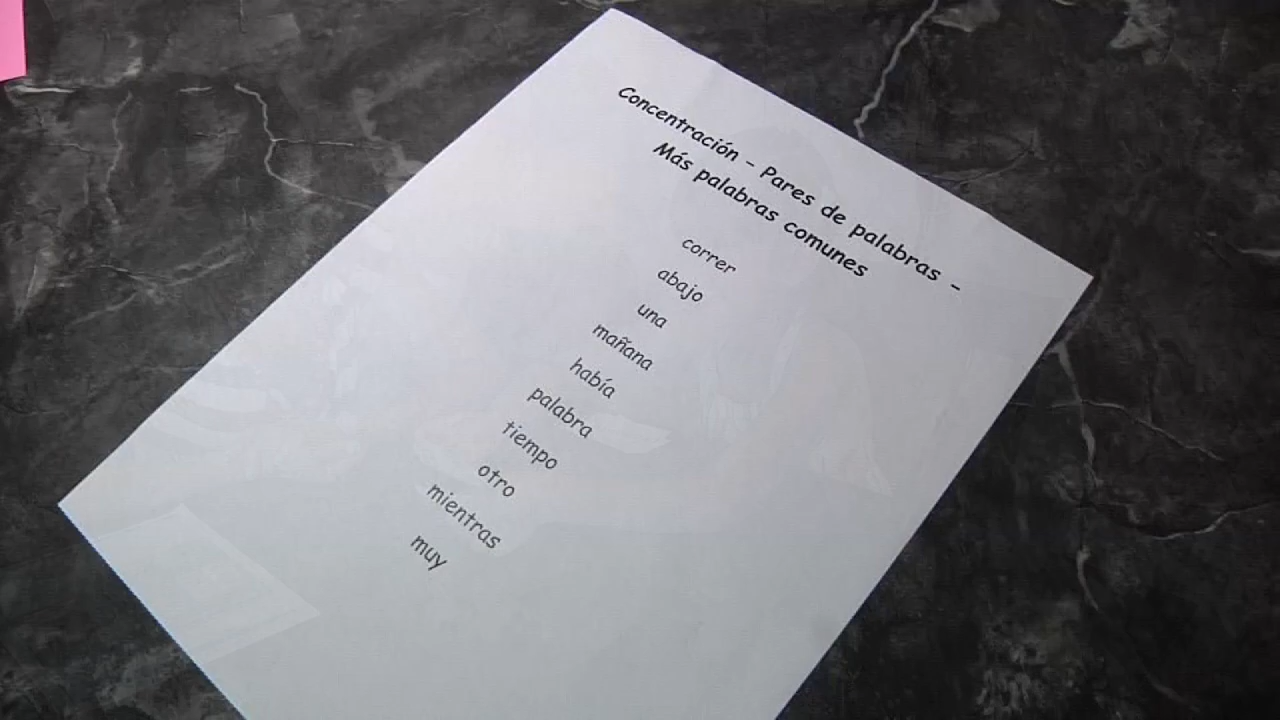 Concentración – Pares de palabras –
Más palabras comunes
correr
abajo
una
mañana
había
palabra
tiempo
otro
mientras
muy